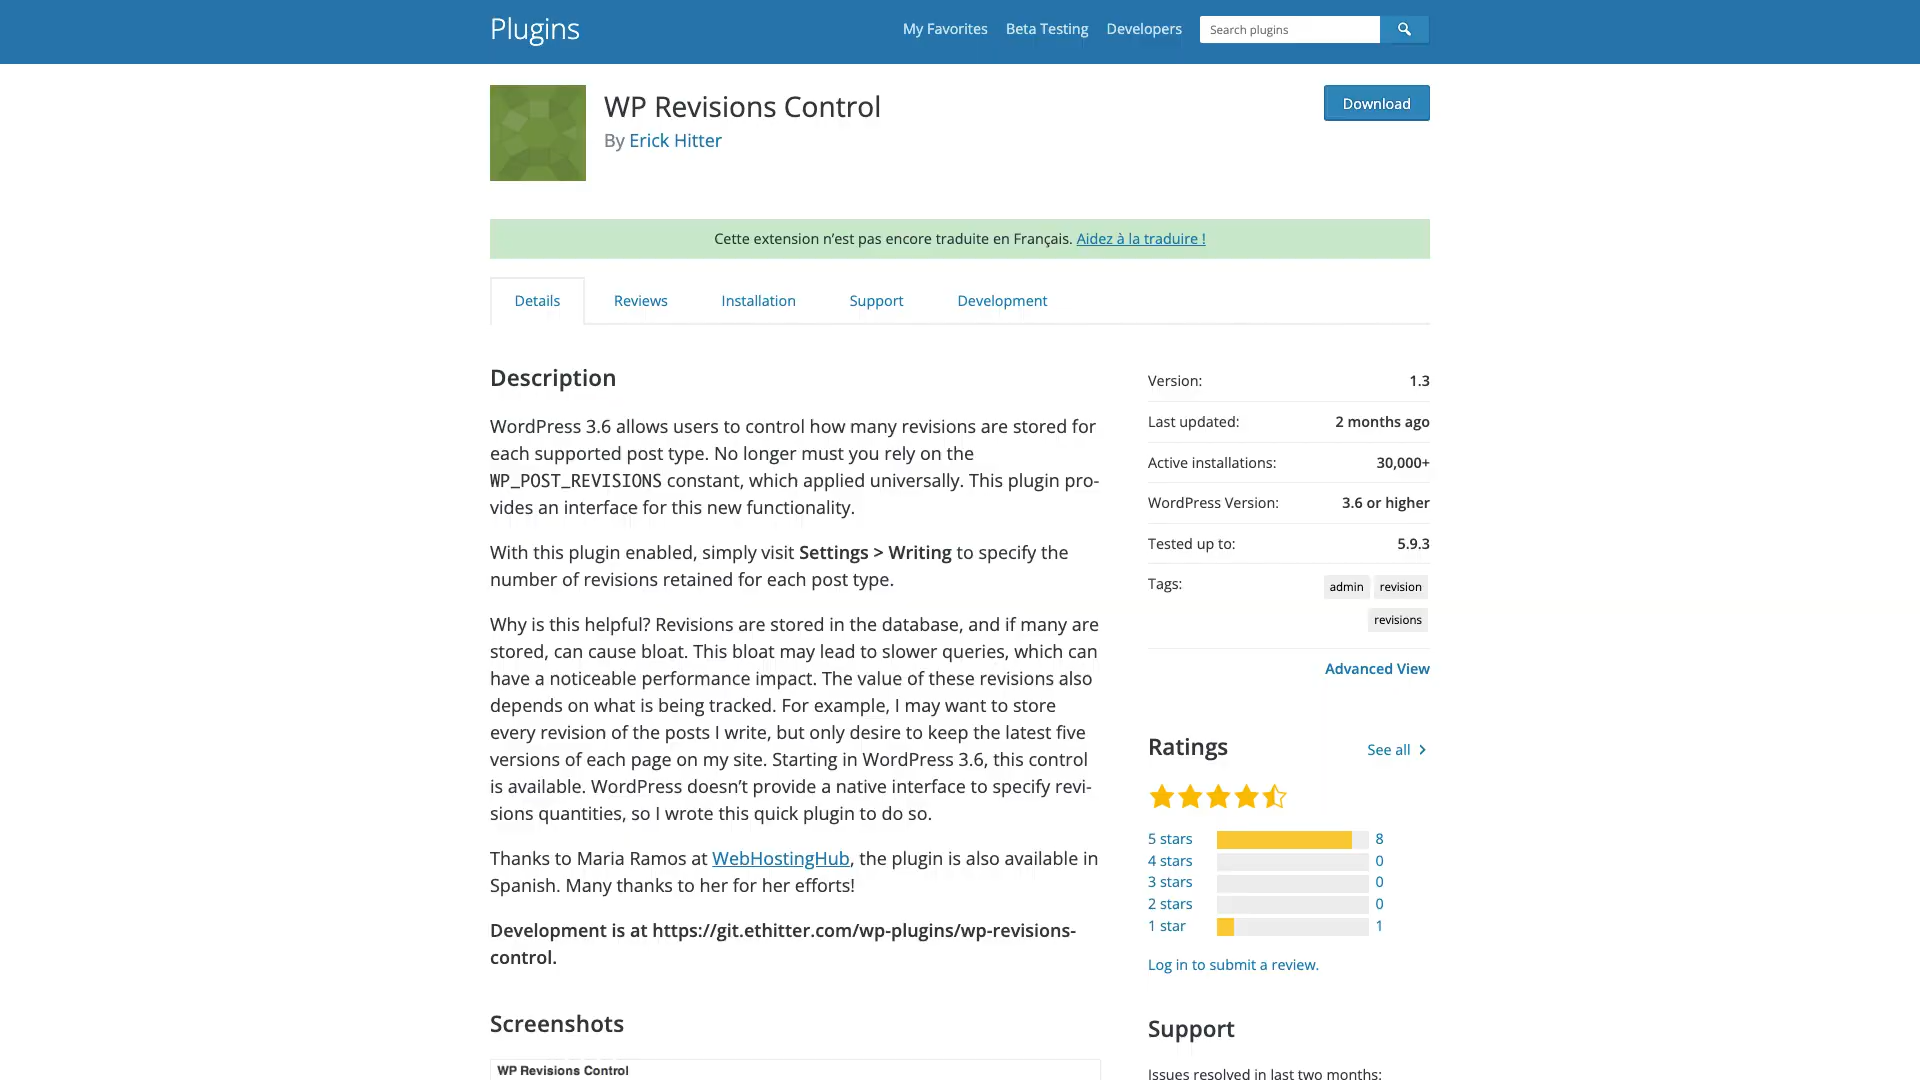 Plugins
My Favorites
Beta Testing
Developers
Search plugins
WP Revisions Control
By Erick Hitter
Download
Cette extension n’est pas encore traduite en Français. Aidez à la traduire !
Details
Reviews
Installation
Support
Development
Description
WordPress 3.6 allows users to control how many revisions are stored for
each supported post type. No longer must you rely on the
WP_POST_REVISIONS constant, which applied universally. This plugin pro-
vides an interface for this new functionality.
With this plugin enabled, simply visit Settings > Writing to specify the
number of revisions retained for each post type.
Why is this helpful? Revisions are stored in the database, and if many are
stored, can cause bloat. This bloat may lead to slower queries, which can
have a noticeable performance impact. The value of these revisions also
depends on what is being tracked. For example, I may want to store
every revision of the posts I write, but only desire to keep the latest five
versions of each page on my site. Starting in WordPress 3.6, this control
is available. WordPress doesn’t provide a native interface to specify revi-
sions quantities, so I wrote this quick plugin to do so.
Thanks to Maria Ramos at WebHostingHub, the plugin is also available in
Spanish. Many thanks to her for her efforts!
Development is at https://git.ethitter.com/wp-plugins/wp-revisions-
control.
Screenshots
WP Revisions Control
Version: 1.3
Last updated: 2 months ago
Active installations: 30,000+
WordPress Version: 3.6 or higher
Tested up to: 5.9.3
Tags: admin revision
revisions
Advanced View
Ratings
See all
5 stars 8
4 stars 0
3 stars 0
2 stars 0
1 star 1
Log in to submit a review.
Support
Issues resolved in last two months: